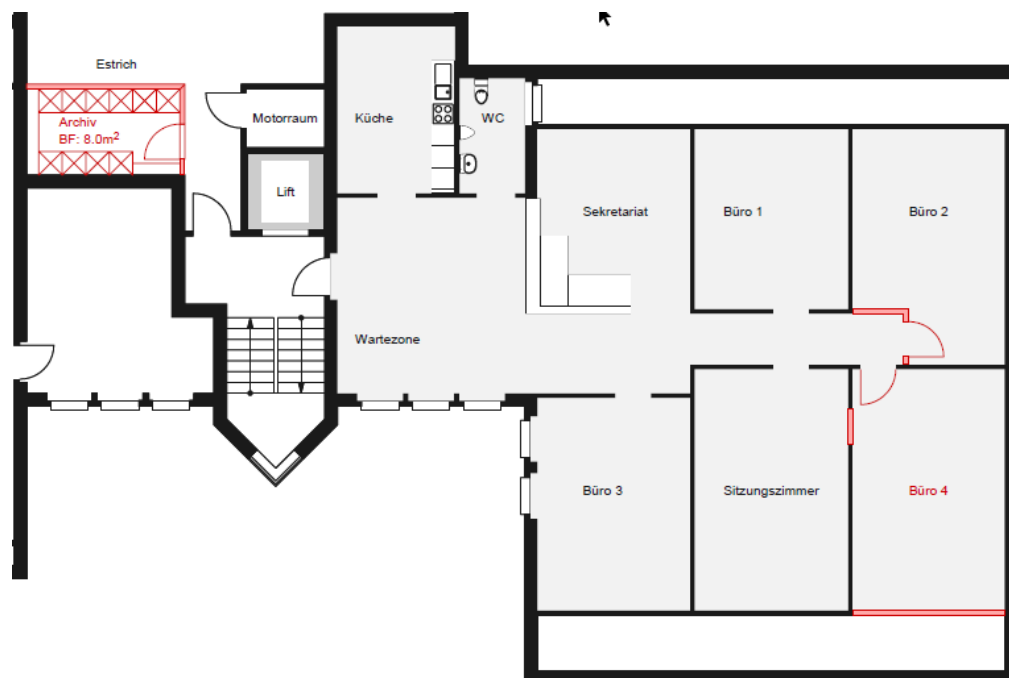 Estrich
Archiv
BF: 8.0m²
Motorraum
Küche
WC
Lift
Sekretariat
Büro 1
Büro 2
Wartezone
Büro 3
Sitzungszimmer
Büro 4